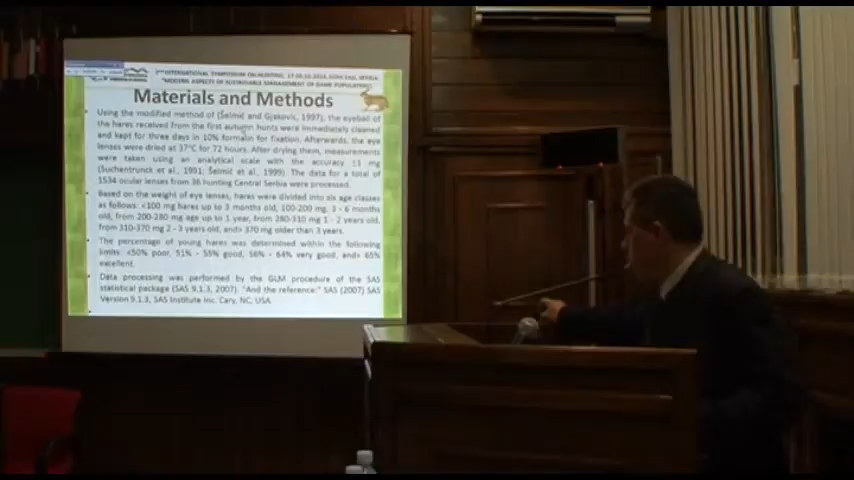 INTERNATIONAL SYMPOSIUM ON HUNTING,
"MODERN ASPECTS OF SUSTAINABLE MANAGEMENT OF GAME POPULATION"
Materials and Methods
• Using the modified method of (Šelmić and Gjaković, 1997), the eyeball of
the hares received from the first autumn hunts were immediately cleaned
and kept for three days in 10% formalin for fixation. Afterwards, the eye
lenses were dried at 37°C for 72 hours. After drying them, measurements
were taken using an analytical scale with the accuracy ±1 mg
(Suchentrunck et al., 1991; Šelmić et al., 1999). The data for a total of
1534 ocular lenses from 36 hunting Central Serbia were processed.
• Based on the weight of eye lenses, hares were divided into six age classes
as follows: <100 mg hares up to 3 months old, 100-200 mg, 3 - 6 months
old, from 200-280 mg age up to 1 year, from 280-310 mg 1 - 2 years old,
from 310-370 mg 2 - 3 years old, and> 370 mg older than 3 years.
• The percentage of young hares was determined within the following
limits: <50% poor, 51% - 55% good, 56% - 64% very good, and> 65%
excellent.
• Data processing was performed by the GLM procedure of the SAS
statistical package (SAS 9.1.3, 2007). "And the reference:" SAS (2007) SAS
Version 9.1.3, SAS Institute Inc. Cary, NC, USA